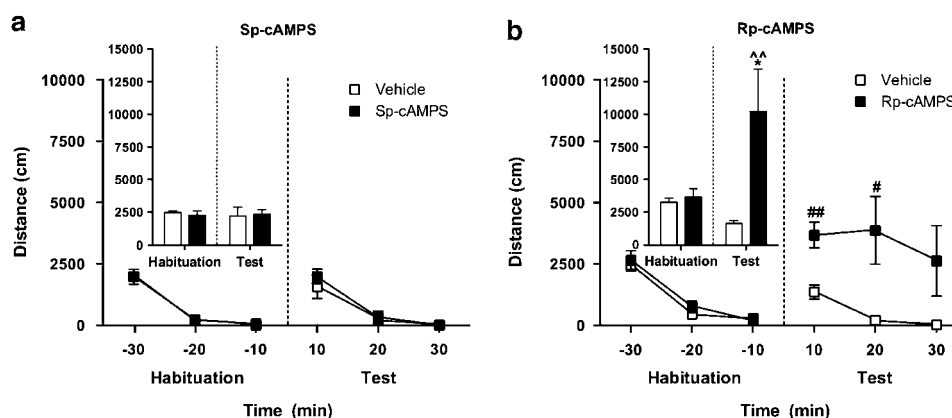 a
Sp-cAMPS
15000
12500
10000
7500
5000
2500
0
Habituation Test
Vehicle
Sp-cAMPS
10000
7500
5000
2500
0
Distance (cm)
-30 -20 -10 10 20 30
Habituation Test
Time (min)
b
Rp-cAMPS
15000
12500
10000
7500
5000
2500
0
^^
*
Habituation Test
Vehicle
Rp-cAMPS
10000
7500
5000
2500
0
Distance (cm)
##
#
-30 -20 -10 10 20 30
Habituation Test
Time (min)